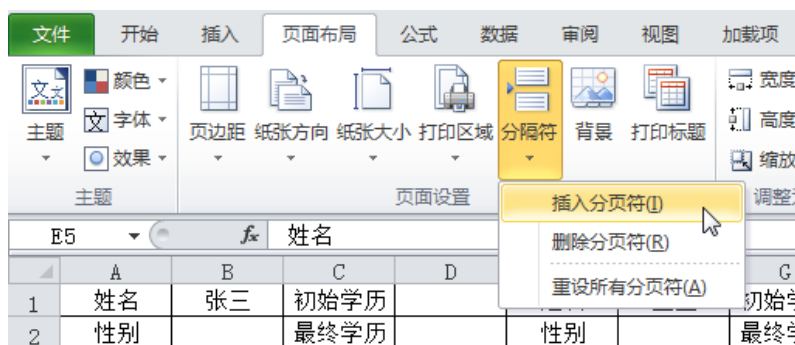 文件 开始 插入 页面布局 公式 数据 审阅 视图 加载项
颜色 宽度
文
字体 高度
主题 页边距 纸张方向 纸张大小 打印区域 分隔符 背景 打印标题
效果 缩放
主题 页面设置 调整
插入分页符(I)
E5 fx 姓名
删除分页符(R)
A B C D G
重设所有分页符(A)
1 姓名 张三 初始学历 初始
2 性别 最终学历 性别 最终